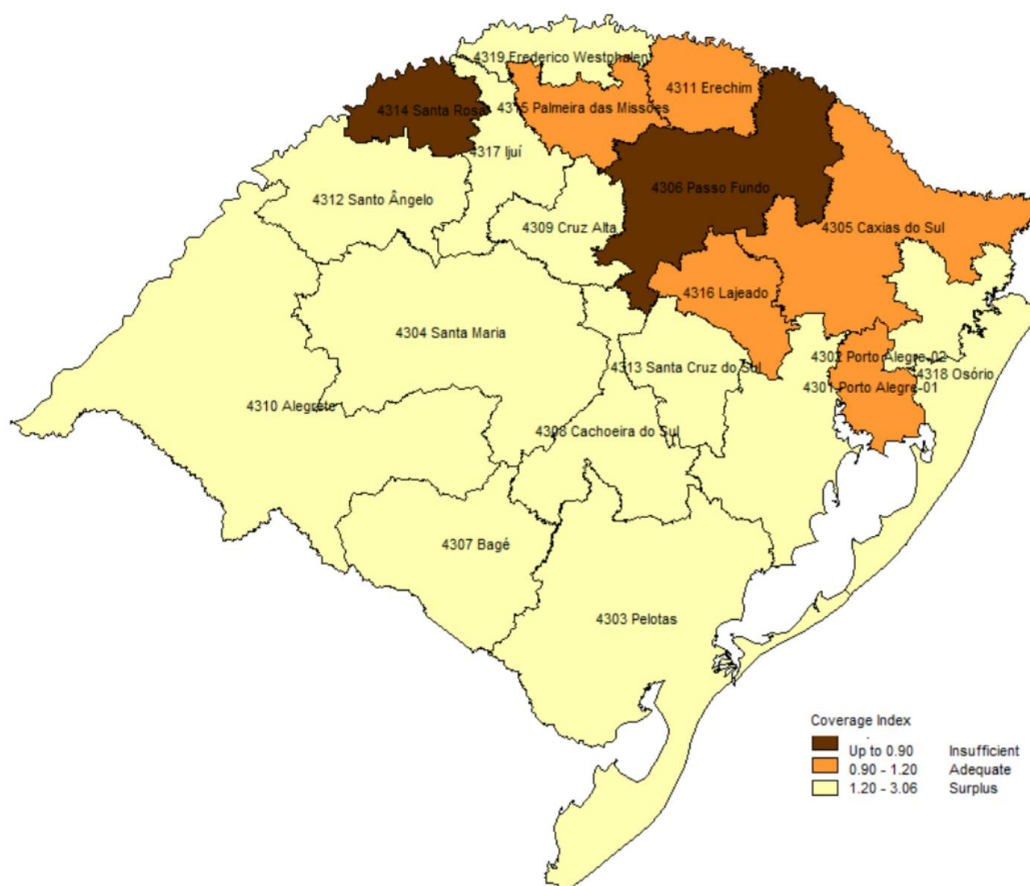 4319 Frederico Westphalen
4311 Erechim
4314 Santa Rosa
4315 Palmeira das Missões
4317 Ijuí
4306 Passo Fundo
4312 Santo Ângelo
4309 Cruz Alta
4305 Caxias do Sul
4316 Lajeado
4304 Santa Maria
4302 Porto Alegre-02
4313 Santa Cruz do Sul
4318 Osório
4301 Porto Alegre-01
4310 Alegrete
4308 Cachoeira do Sul
4307 Bagé
4303 Pelotas
Coverage Index
Up to 0.90 Insufficient
0.90 - 1.20 Adequate
1.20 - 3.06 Surplus